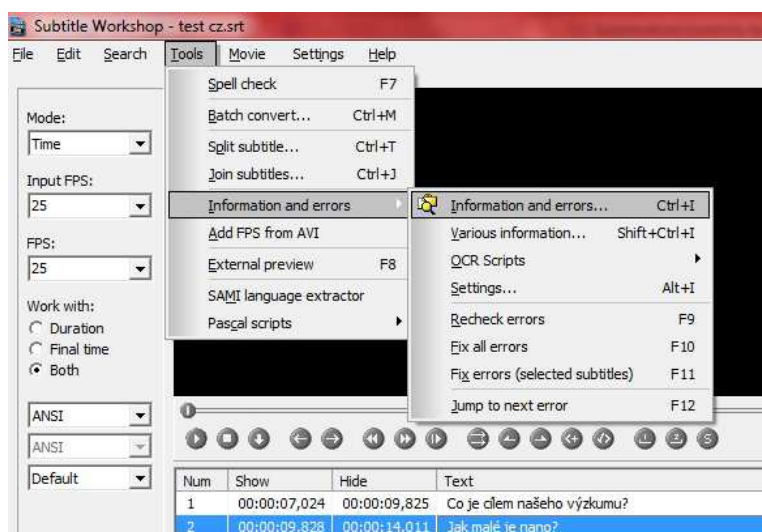 Subtitle Workshop - test cz.srt
File Edit Search Tools Movie Settings Help
Spell check F7
Batch convert... Ctrl+M
Split subtitle... Ctrl+T
Join subtitles... Ctrl+J
Information and errors
Add FPS from AVI
External preview F8
SAMI language extractor
Pascal scripts
Information and errors... Ctrl+I
Various information... Shift+Ctrl+I
OCR Scripts
Settings... Alt+I
Recheck errors F9
Fix all errors F10
Fix errors (selected subtitles) F11
Jump to next error F12
Mode:
Time
Input FPS:
25
FPS:
25
Work with:
Duration
Final time
Both
ANSI
ANSI
Default
Num Show Hide Text
1 00:00:07,024 00:00:09,825 Co je cílem našeho výzkumu?
2 00:00:09,828 00:00:14,011 Jak malé je nano?